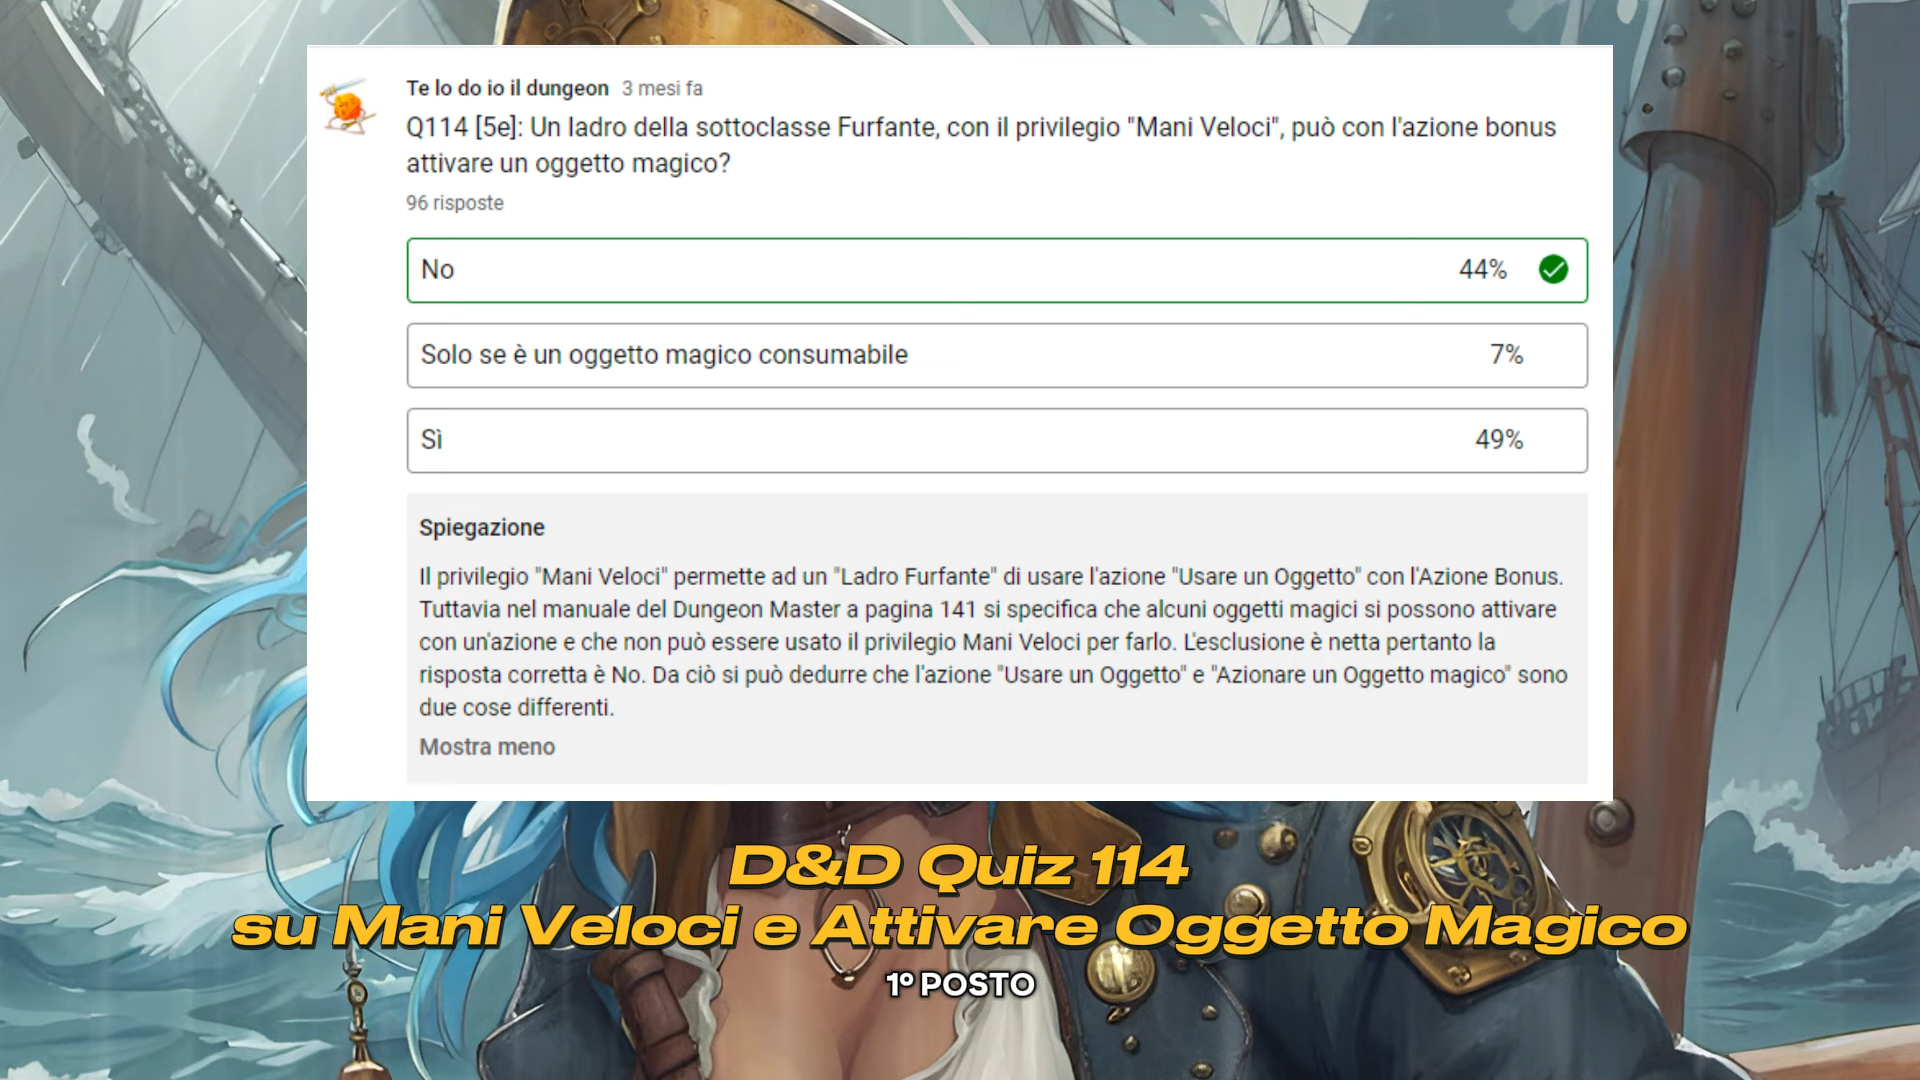 Te lo do io il dungeon 3 mesi fa
Q114 [5e]: Un ladro della sottoclasse Furfante, con il privilegio "Mani Veloci", può con l'azione bonus
attivare un oggetto magico?
96 risposte
No 44%
Solo se è un oggetto magico consumabile 7%
Sì 49%
Spiegazione
Il privilegio "Mani Veloci" permette ad un "Ladro Furfante" di usare l'azione "Usare un Oggetto" con l'Azione Bonus.
Tuttavia nel manuale del Dungeon Master a pagina 141 si specifica che alcuni oggetti magici si possono attivare
con un'azione e che non può essere usato il privilegio Mani Veloci per farlo. L'esclusione è netta pertanto la
risposta corretta è No. Da ciò si può dedurre che l'azione "Usare un Oggetto" e "Azionare un Oggetto magico" sono
due cose differenti.
Mostra meno
D&D Quiz 114
su Mani Veloci e Attivare Oggetto Magico
1º POSTO